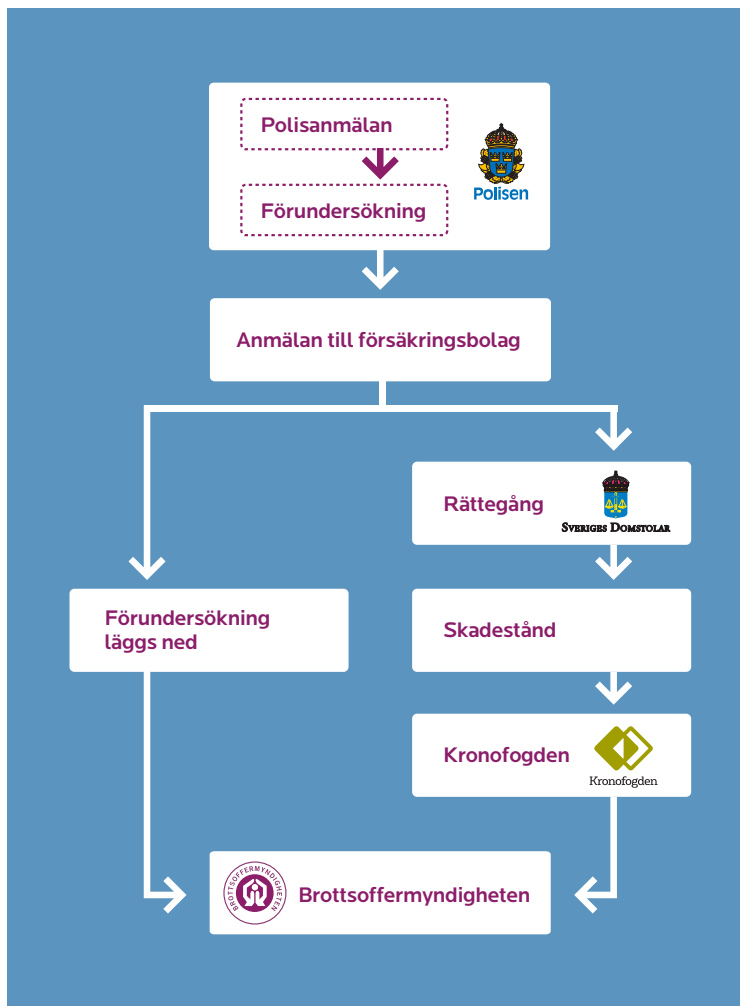 Polisanmälan
Förundersökning
Polisen
Anmälan till försäkringsbolag
Rättegång
SVERIGES DOMSTOLAR
Förundersökning
läggs ned
Skadestånd
Kronofogden
Kronofogden
BROTTSOFFERMYNDIGHETEN
Brottsoffermyndigheten